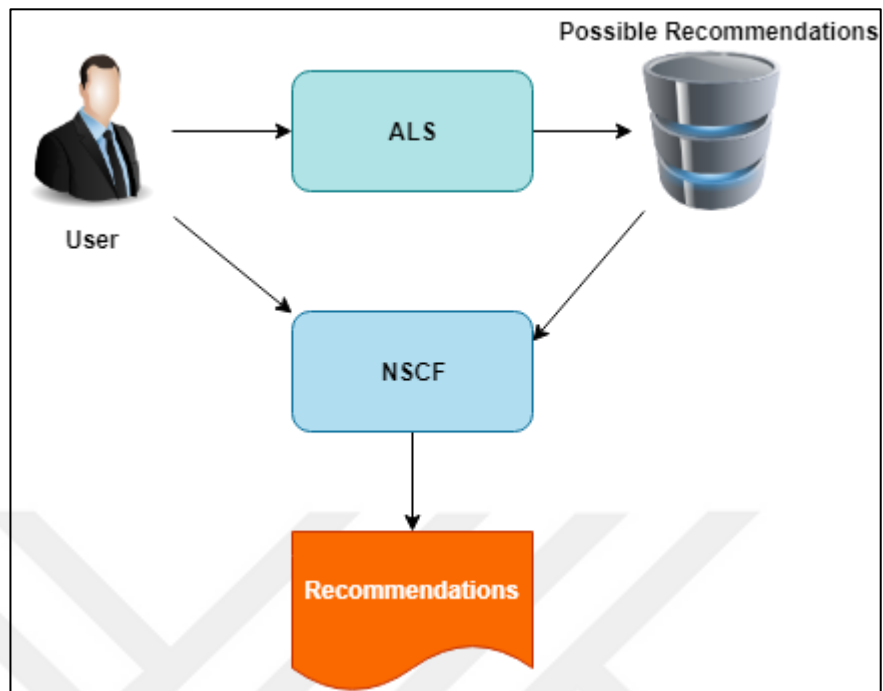 Possible Recommendations
ALS
User
NSCF
Recommendations